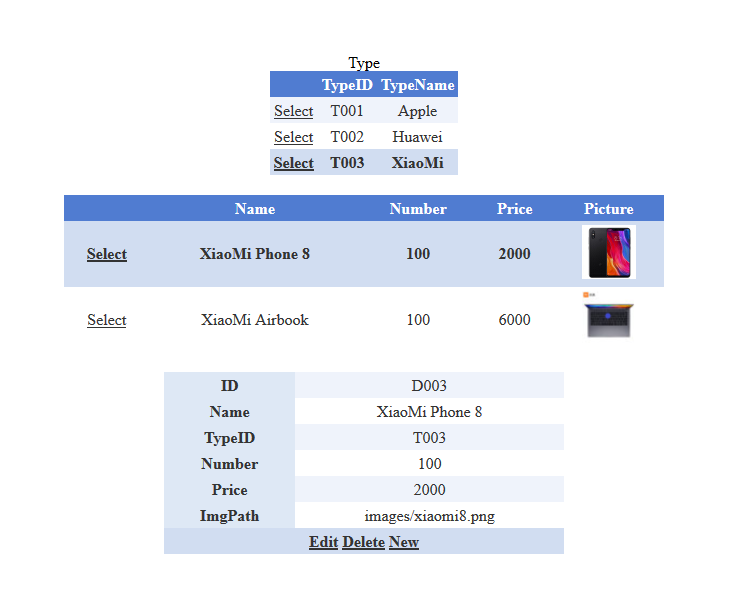 Type
TypeID TypeName
Select T001 Apple
Select T002 Huawei
Select T003 XiaoMi
Name Number Price Picture
Select XiaoMi Phone 8 100 2000
Select XiaoMi Airbook 100 6000
ID D003
Name XiaoMi Phone 8
TypeID T003
Number 100
Price 2000
ImgPath images/xiaomi8.png
Edit Delete New